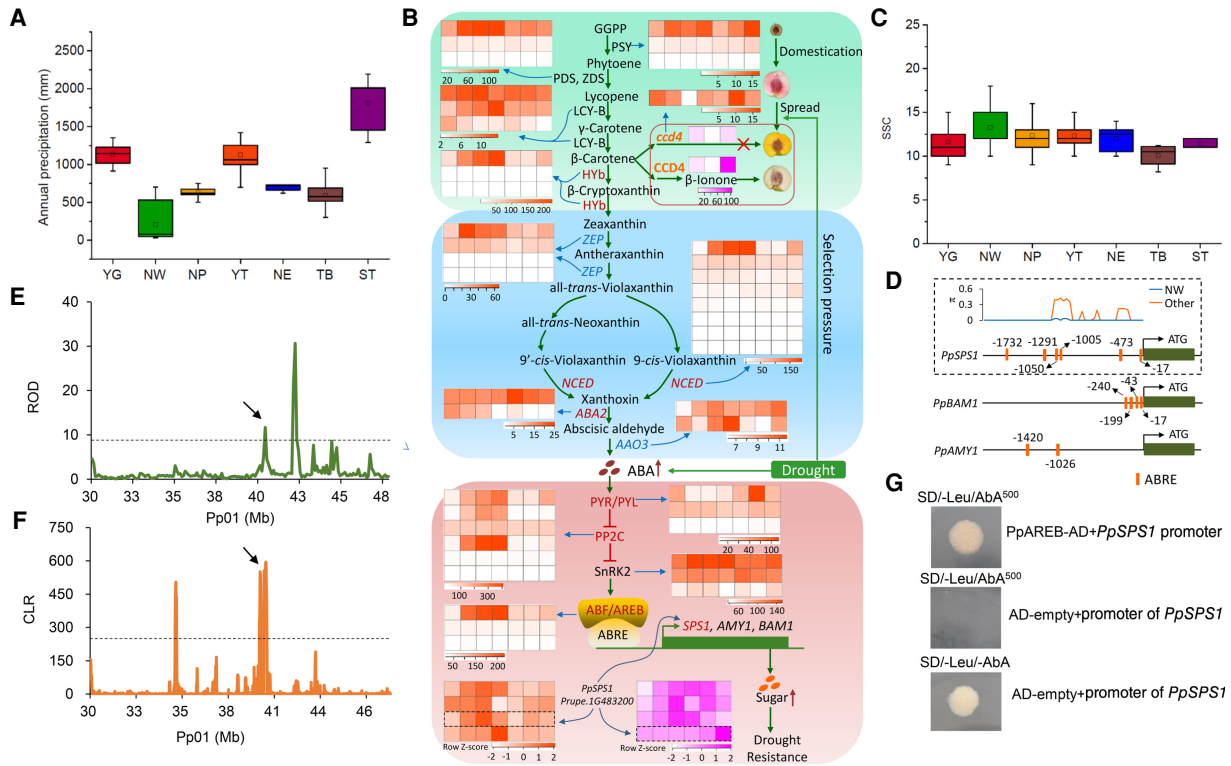 A
Annual precipitation (mm)
2500
2000
1500
1000
500
0
YG NW NP YT NE TB ST
B
GGPP
PSY
Phytoene
PDS, ZDS
Lycopene
LCY-B
γ-Carotene
LCY-B
β-Carotene
HYb
β-Cryptoxanthin
HYb
Zeaxanthin
ZEP
Antheraxanthin
ZEP
all-trans-Violaxanthin
all-trans-Neoxanthin
9'-cis-Violaxanthin
9-cis-Violaxanthin
NCED
NCED
Xanthoxin
ABA2
Abscisic aldehyde
AAO3
ABA
Drought
Selection pressure
Domestication
Spread
ccd4
CCD4
β-Ionone
20 60 100
5 10 15
20 60 100
5 10 15
2 6 10
50 100 150 200
0 20 40 60
50 150
5 15 25
7 9 11
PYR/PYL
PP2C
SnRK2
ABF/AREB
ABRE
SPS1, AMY1, BAM1
20 40 60 100
100 300
60 100 140
50 100 150 200
PpSPS1
Prupe.1G483200
Sugar
Drought
Resistance
Row Z-score
-2 -1 0 1 2
Row Z-score
-2 -1 0 1 2
C
SSC
25
20
15
10
5
0
YG NW NP YT NE TB ST
D
π
0.6
0.3
0
NW
Other
PpSPS1
-1732 -1291 -1005 -473 ATG
-1050 -17
PpBAM1
-240 -43 ATG
-199 -17
PpAMY1
-1420 ATG
-1026
ABRE
E
ROD
40
30
20
10
0
30 35 40 43 45 48
Pp01 (Mb)
F
CLR
750
600
450
300
150
0
30 35 38 41 44 47
Pp01 (Mb)
G
SD/-Leu/AbA500
PpAREB-AD+PpSPS1 promoter
SD/-Leu/AbA500
AD-empty+promoter of PpSPS1
SD/-Leu/-AbA
AD-empty+promoter of PpSPS1